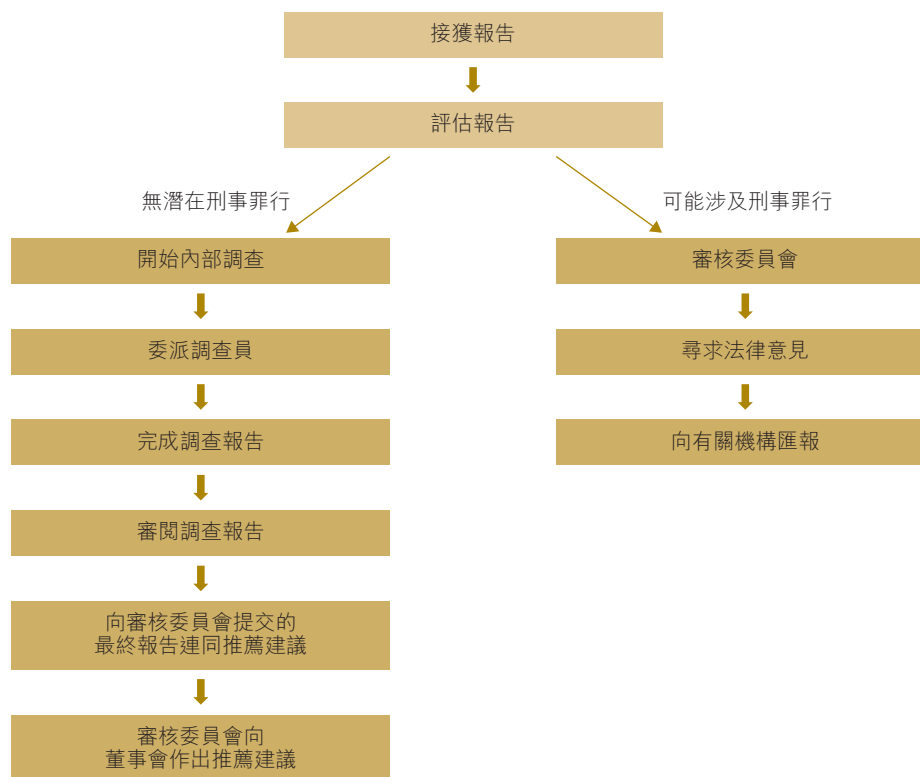 接獲報告
評估報告
無潛在刑事罪行
可能涉及刑事罪行
開始內部調查
審核委員會
委派調查員
尋求法律意見
完成調查報告
向有關機構匯報
審閱調查報告
向審核委員會提交的
最終報告連同推薦建議
審核委員會向
董事會作出推薦建議